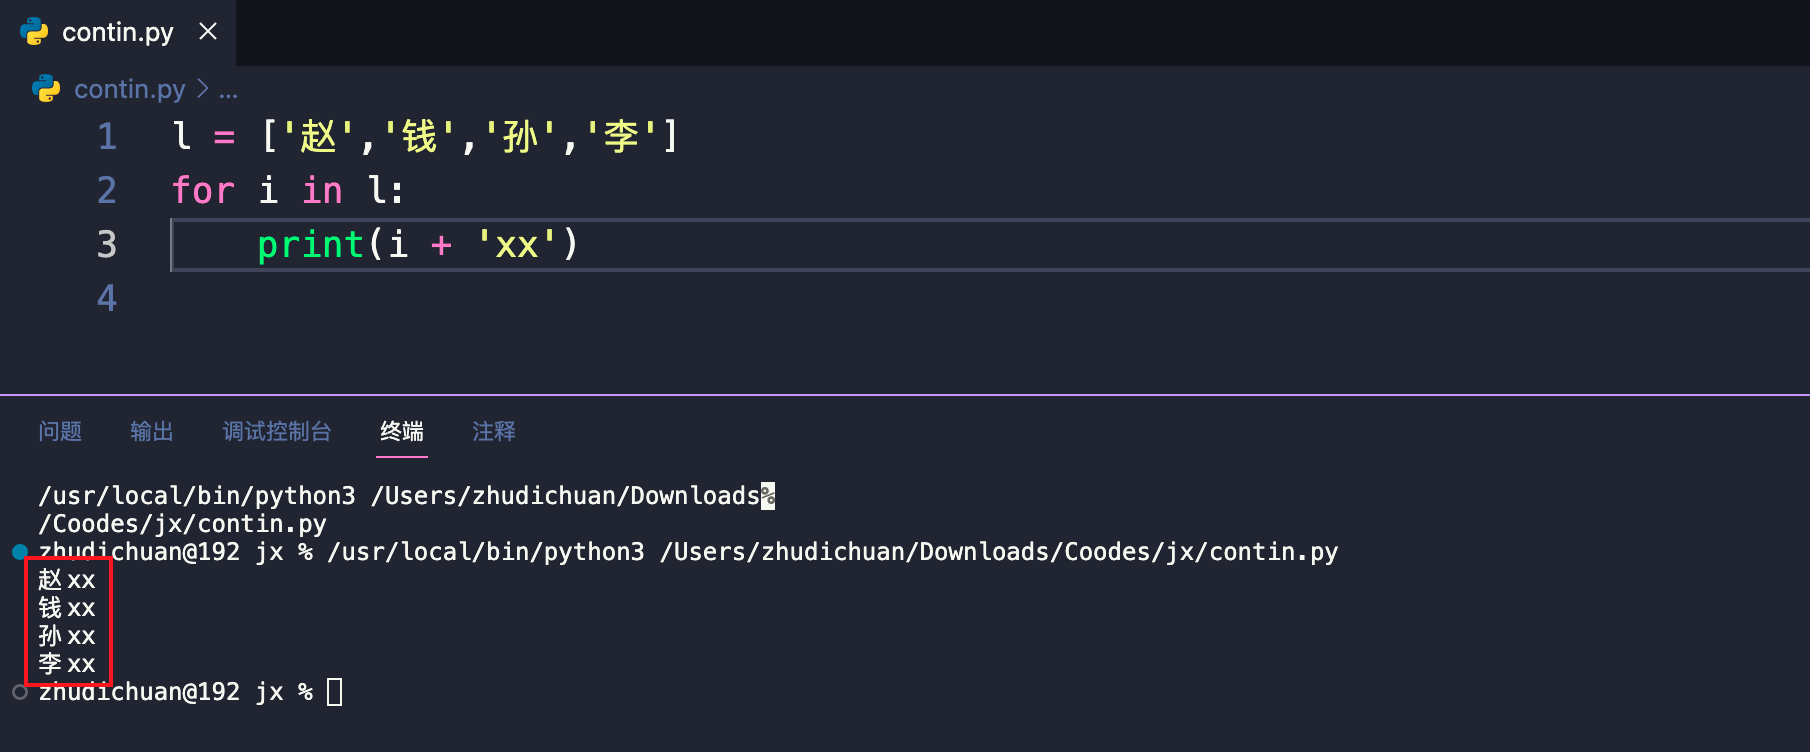 contin.py
contin.py > ...
1 l = ['赵','钱','孙','李']
2 for i in l:
3 print(i + 'xx')
4
问题 输出 调试控制台 终端 注释
/usr/local/bin/python3 /Users/zhudichuan/Downloads%
/Coodes/jx/contin.py
zhudichuan@192 jx % /usr/local/bin/python3 /Users/zhudichuan/Downloads/Coodes/jx/contin.py
赵xx
钱xx
孙xx
李xx
zhudichuan@192 jx %